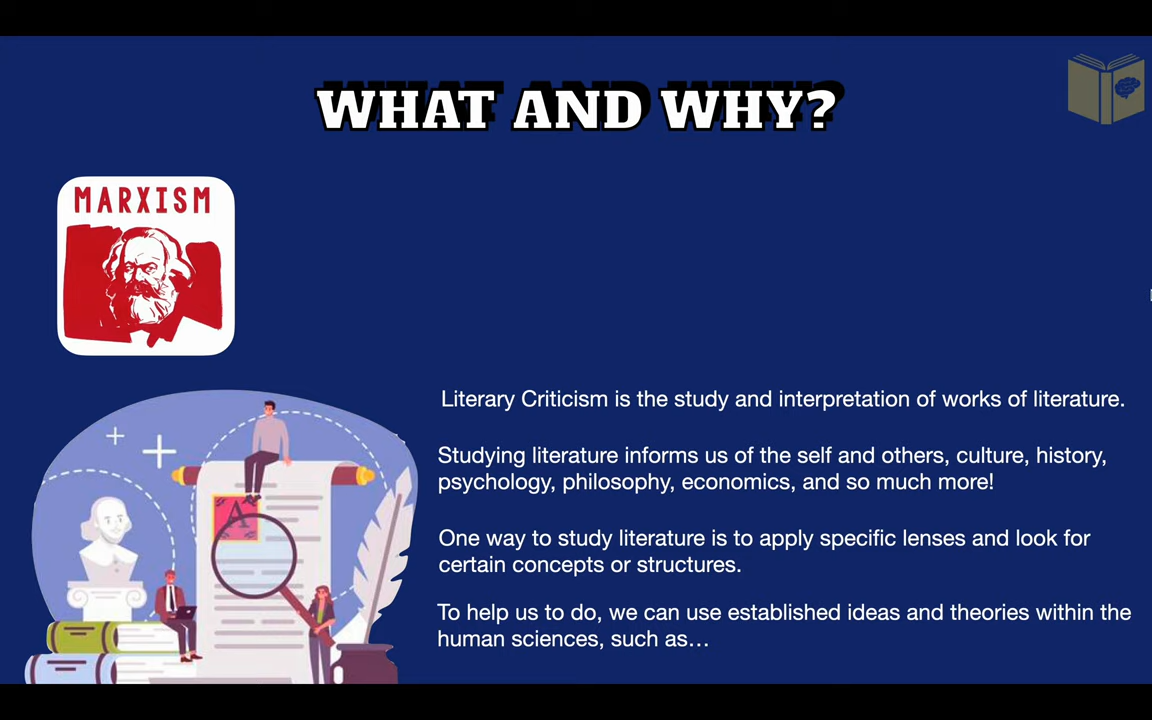 WHAT AND WHY?
MARXISM
Literary Criticism is the study and interpretation of works of literature.
Studying literature informs us of the self and others, culture, history,
psychology, philosophy, economics, and so much more!
One way to study literature is to apply specific lenses and look for
certain concepts or structures.
To help us to do, we can use established ideas and theories within the
human sciences, such as…
A